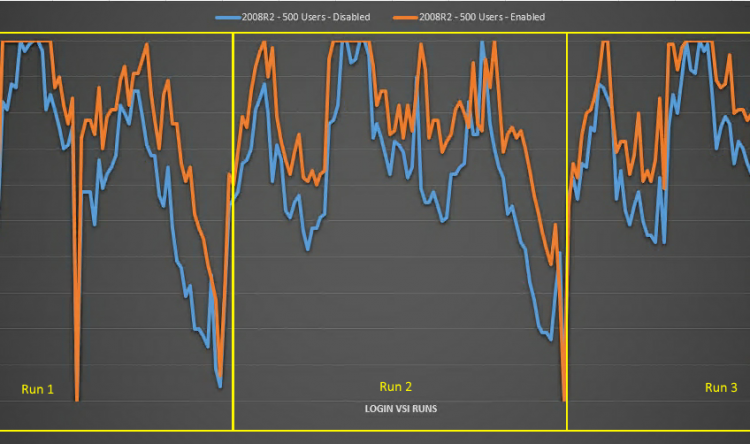 2008R2 - 500 Users - Disabled 2008R2 - 500 Users - Enabled
Run 1
Run 2
Run 3
LOGIN VSI RUNS